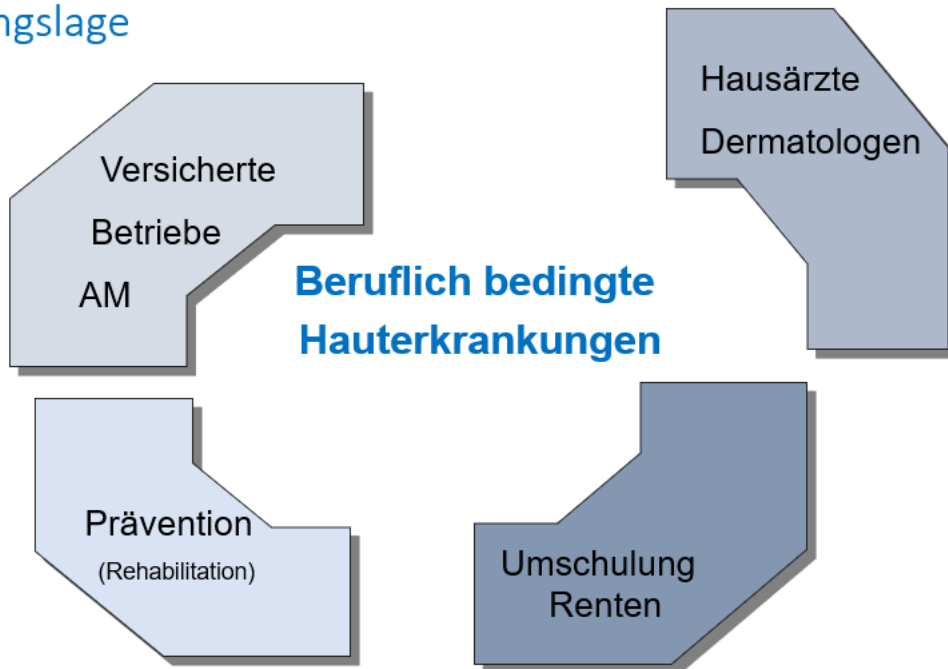 ngslage
Versicherte
Betriebe
AM
Hausärzte
Dermatologen
Beruflich bedingte
Hauterkrankungen
Prävention
(Rehabilitation)
Umschulung
Renten